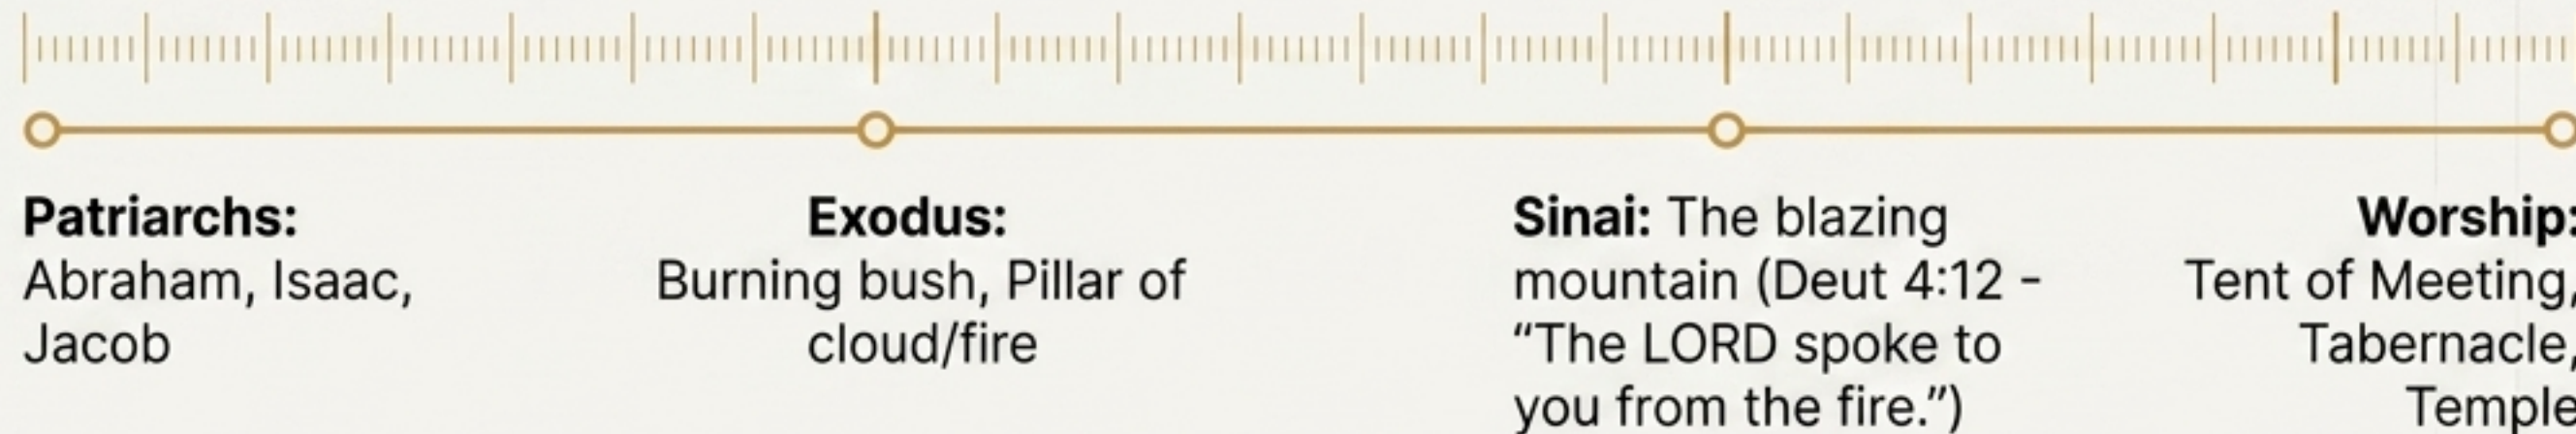 Patriarchs:
Abraham, Isaac,
Jacob
Exodus:
Burning bush, Pillar of
cloud/fire
Sinai: The blazing
mountain (Deut 4:12 -
“The LORD spoke to
you from the fire.”)
Worship:
Tent of Meeting,
Tabernacle,
Temple